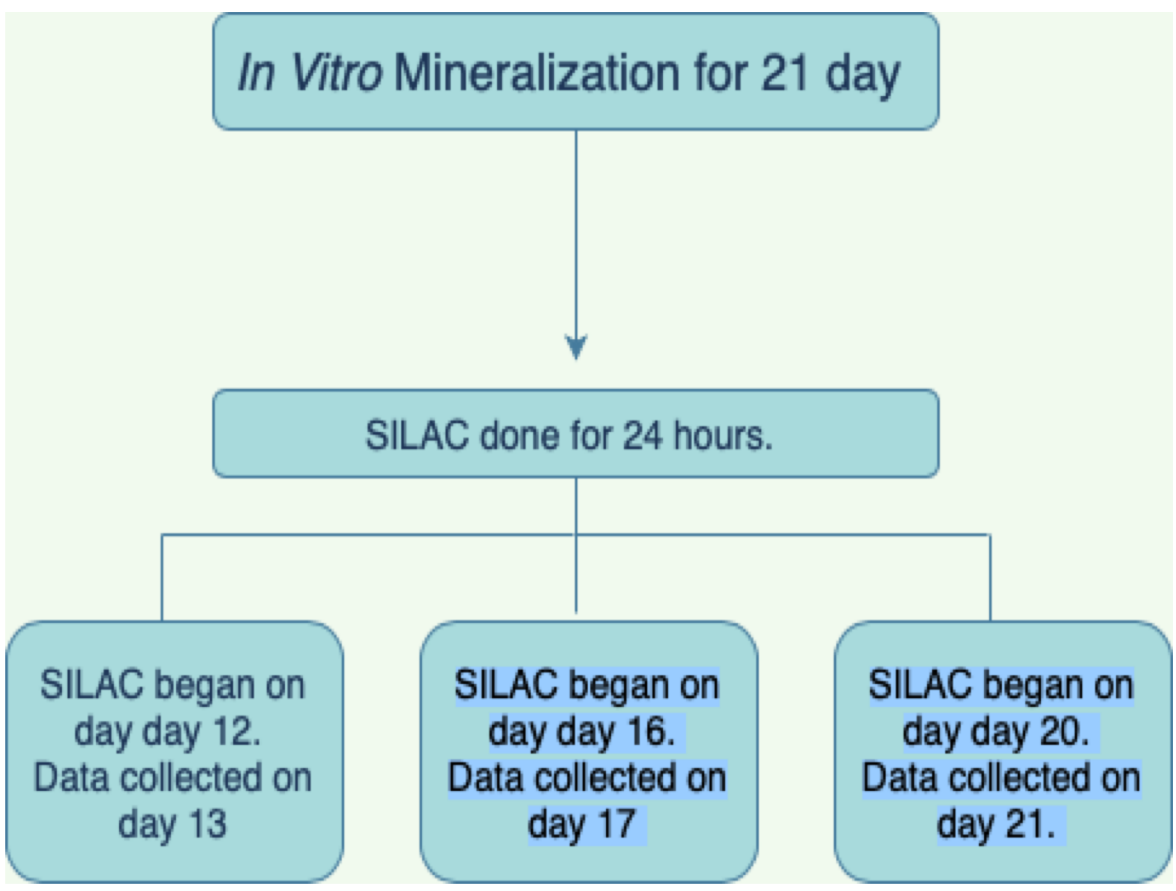 In Vitro Mineralization for 21 day
SILAC done for 24 hours.
SILAC began on
day day 12.
Data collected on
day 13
SILAC began on
day day 16.
Data collected on
day 17
SILAC began on
day day 20.
Data collected on
day 21.